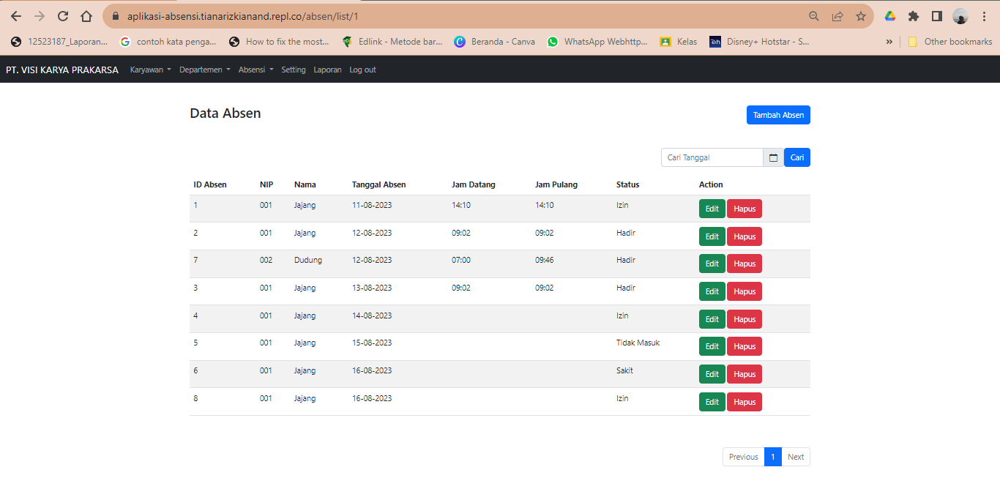 aplikasi-absensi.tianarizkianand.repl.co/absen/list/1
12523187_Laporan... contoh kata penga... How to fix the most... Edlink - Metode bar... Beranda - Canva WhatsApp Webhttp... Kelas Disney+ Hotstar - S... » Other bookmarks
PT. VISI KARYA PRAKARSA Karyawan Departemen Absensi Setting Laporan Log out
Data Absen Tambah Absen
Cari Tanggal Cari
ID Absen NIP Nama Tanggal Absen Jam Datang Jam Pulang Status Action
1 001 Jajang 11-08-2023 14:10 14:10 Izin Edit Hapus
2 001 Jajang 12-08-2023 09:02 09:02 Hadir Edit Hapus
7 002 Dudung 12-08-2023 07:00 09:46 Hadir Edit Hapus
3 001 Jajang 13-08-2023 09:02 09:02 Hadir Edit Hapus
4 001 Jajang 14-08-2023 Izin Edit Hapus
5 001 Jajang 15-08-2023 Tidak Masuk Edit Hapus
6 001 Jajang 16-08-2023 Sakit Edit Hapus
8 001 Jajang 16-08-2023 Izin Edit Hapus
Previous 1 Next